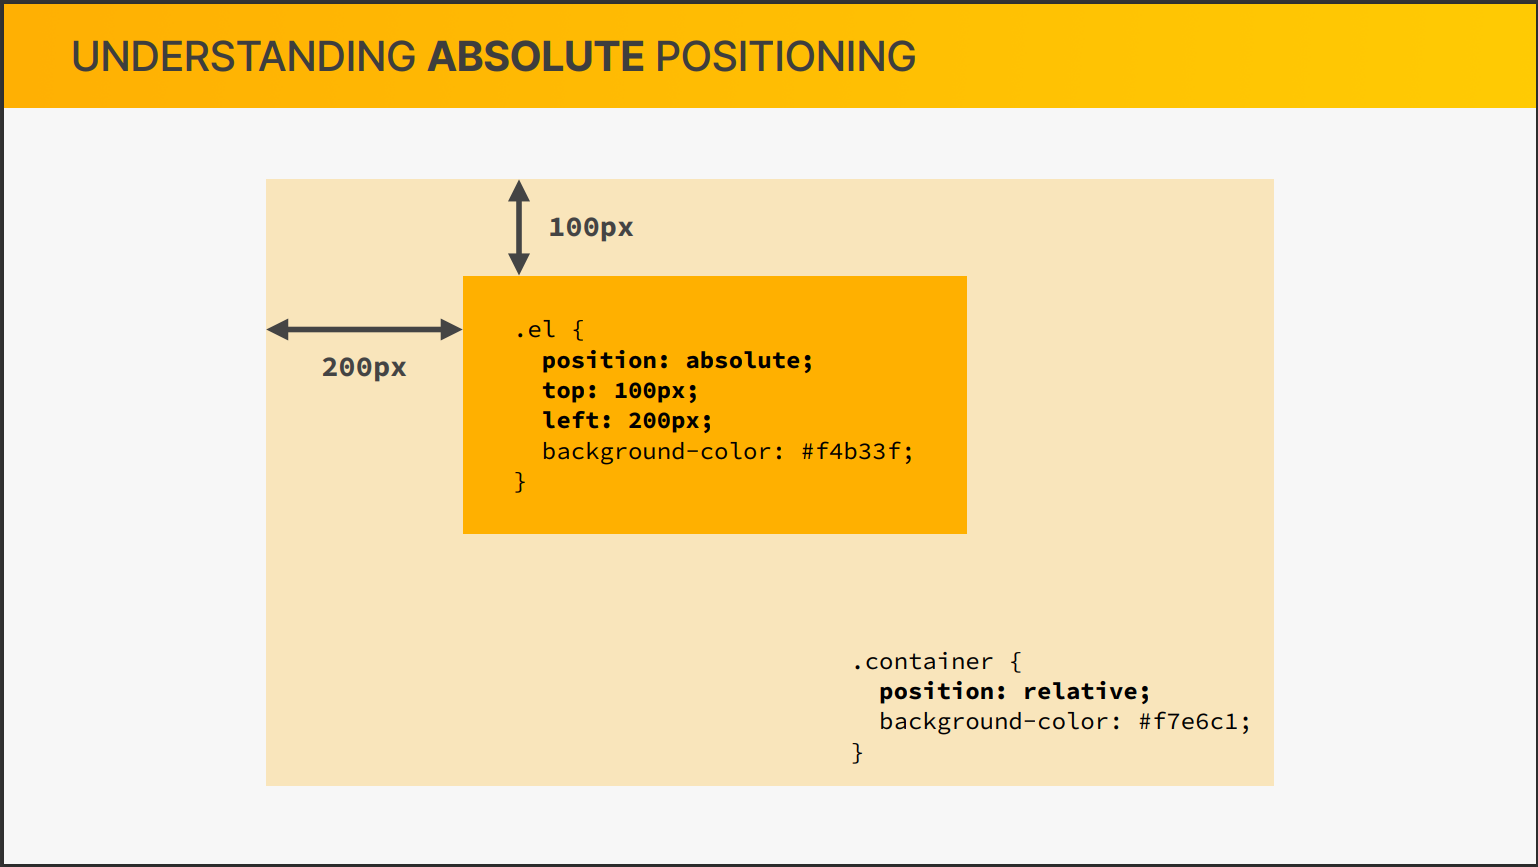 UNDERSTANDING ABSOLUTE POSITIONING
100px
200px
.el {
  position: absolute;
  top: 100px;
  left: 200px;
  background-color: #f4b33f;
}
.container {
  position: relative;
  background-color: #f7e6c1;
}